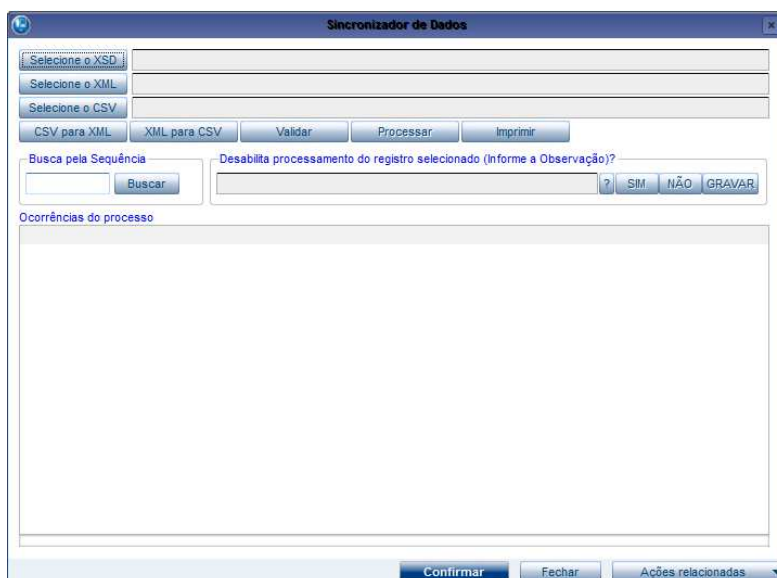 Sincronizador de Dados
Selecione o XSD
Selecione o XML
Selecione o CSV
CSV para XML XML para CSV Validar Processar Imprimir
Busca pela Sequência Desabilita processamento do registro selecionado (Informe a Observação)?
Buscar ? SIM NÃO GRAVAR
Ocorrências do processo
Confirmar Fechar Ações relacionadas